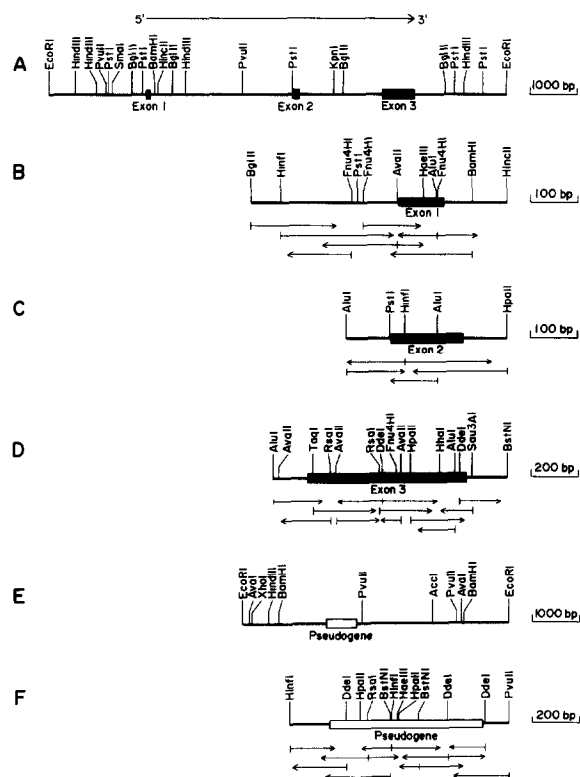 5' 3'
A
EcoRI HindIII HindIII PvuII PstI SmaI BglI PstI BamHI HincII BglI HindIII PvuII PstI KpnI BglII BglI PstI HindIII PstI EcoRI
Exon 1 Exon 2 Exon 3
1000 bp
B
BglII HinfI Fnu4HI PstI Fnu4HI AvaII HaeIII AluI Fnu4HI BamHI HincII
Exon 1
100 bp
C
AluI PstI HinfI AluI HpaII
Exon 2
100 bp
D
AluI AvaII TaqI RsaI AvaII RsaI DdeI Fnu4HI AvaII HpaII HhaI AluI DdeI Sau3AI BstNI
Exon 3
200 bp
E
EcoRI AvaI XhoI HindIII BamHI PvuII AccI PvuII AvaI BamHI EcoRI
Pseudogene
1000 bp
F
HinfI DdeI HpaII RsaI BstNI HinfI HaeIII HpaII BstNI DdeI DdeI PvuII
Pseudogene
200 bp